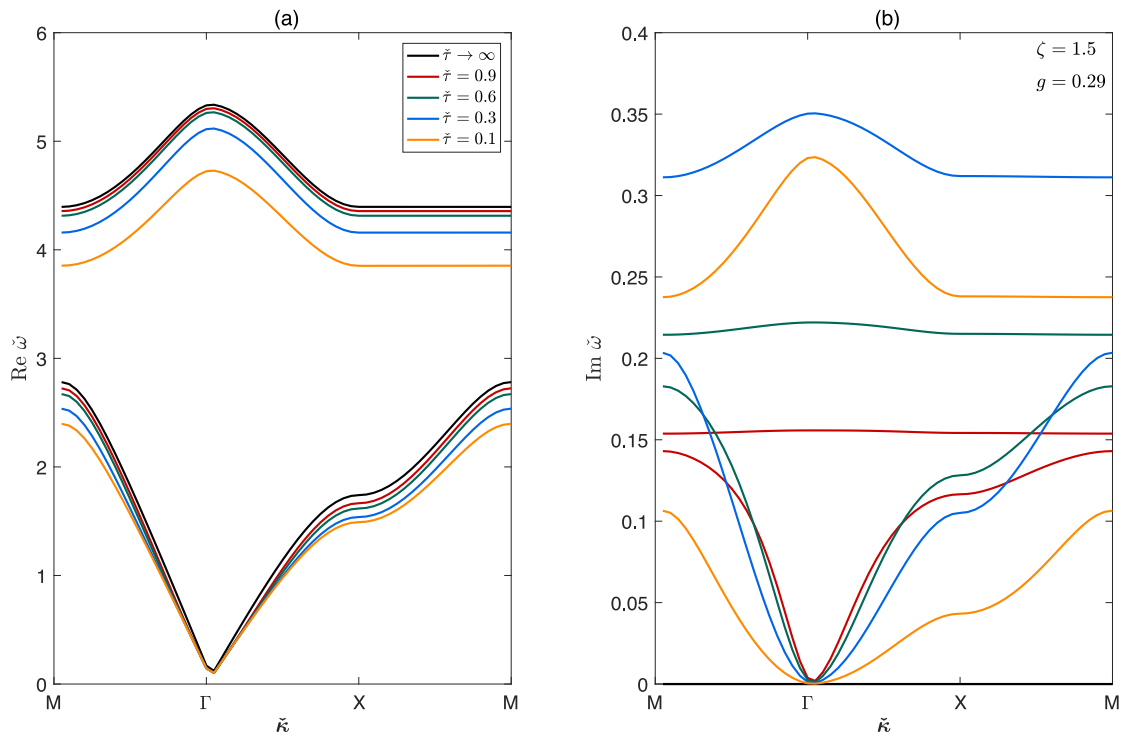 (a)
6
5
4
3
2
1
0
Re ω̌
M Γ X M
κ̌
τ̌ → ∞
τ̌ = 0.9
τ̌ = 0.6
τ̌ = 0.3
τ̌ = 0.1
(b)
0.4
0.35
0.3
0.25
0.2
0.15
0.1
0.05
0
Im ω̌
M Γ X M
κ̌
ζ = 1.5
g = 0.29